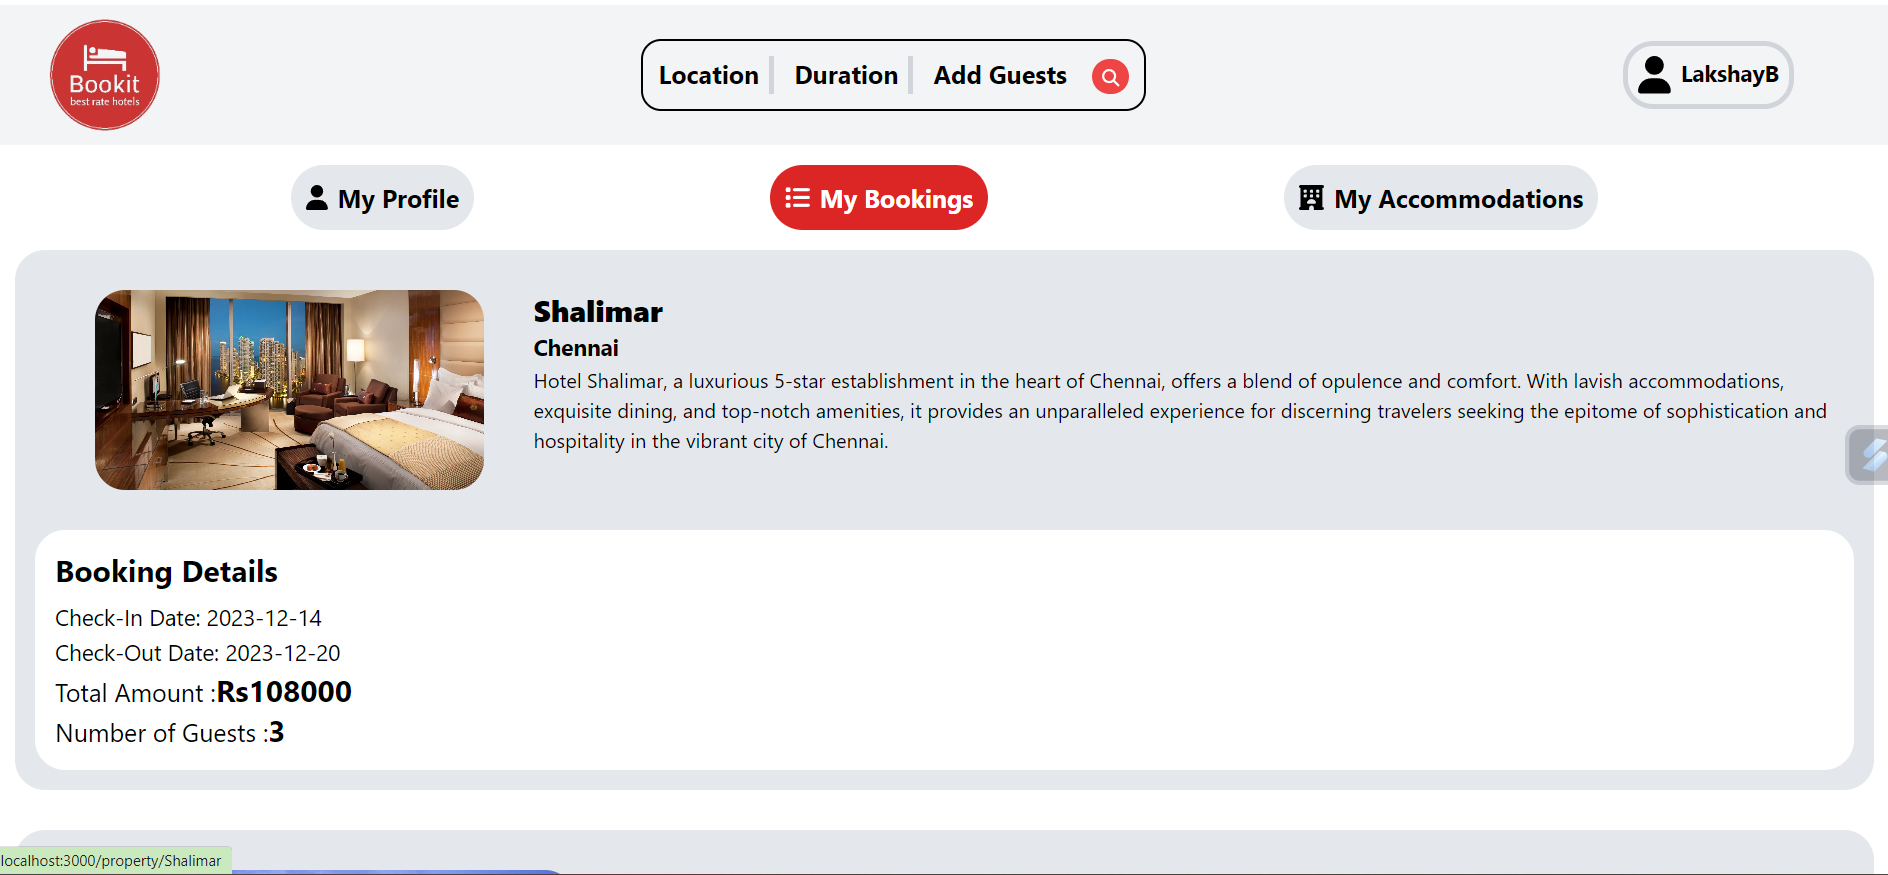 Bookit
best rate hotels
Location
Duration
Add Guests
LakshayB
My Profile
My Bookings
My Accommodations
Shalimar
Chennai
Hotel Shalimar, a luxurious 5-star establishment in the heart of Chennai, offers a blend of opulence and comfort. With lavish accommodations,
exquisite dining, and top-notch amenities, it provides an unparalleled experience for discerning travelers seeking the epitome of sophistication and
hospitality in the vibrant city of Chennai.
Booking Details
Check-In Date: 2023-12-14
Check-Out Date: 2023-12-20
Total Amount :Rs108000
Number of Guests :3
localhost:3000/property/Shalimar